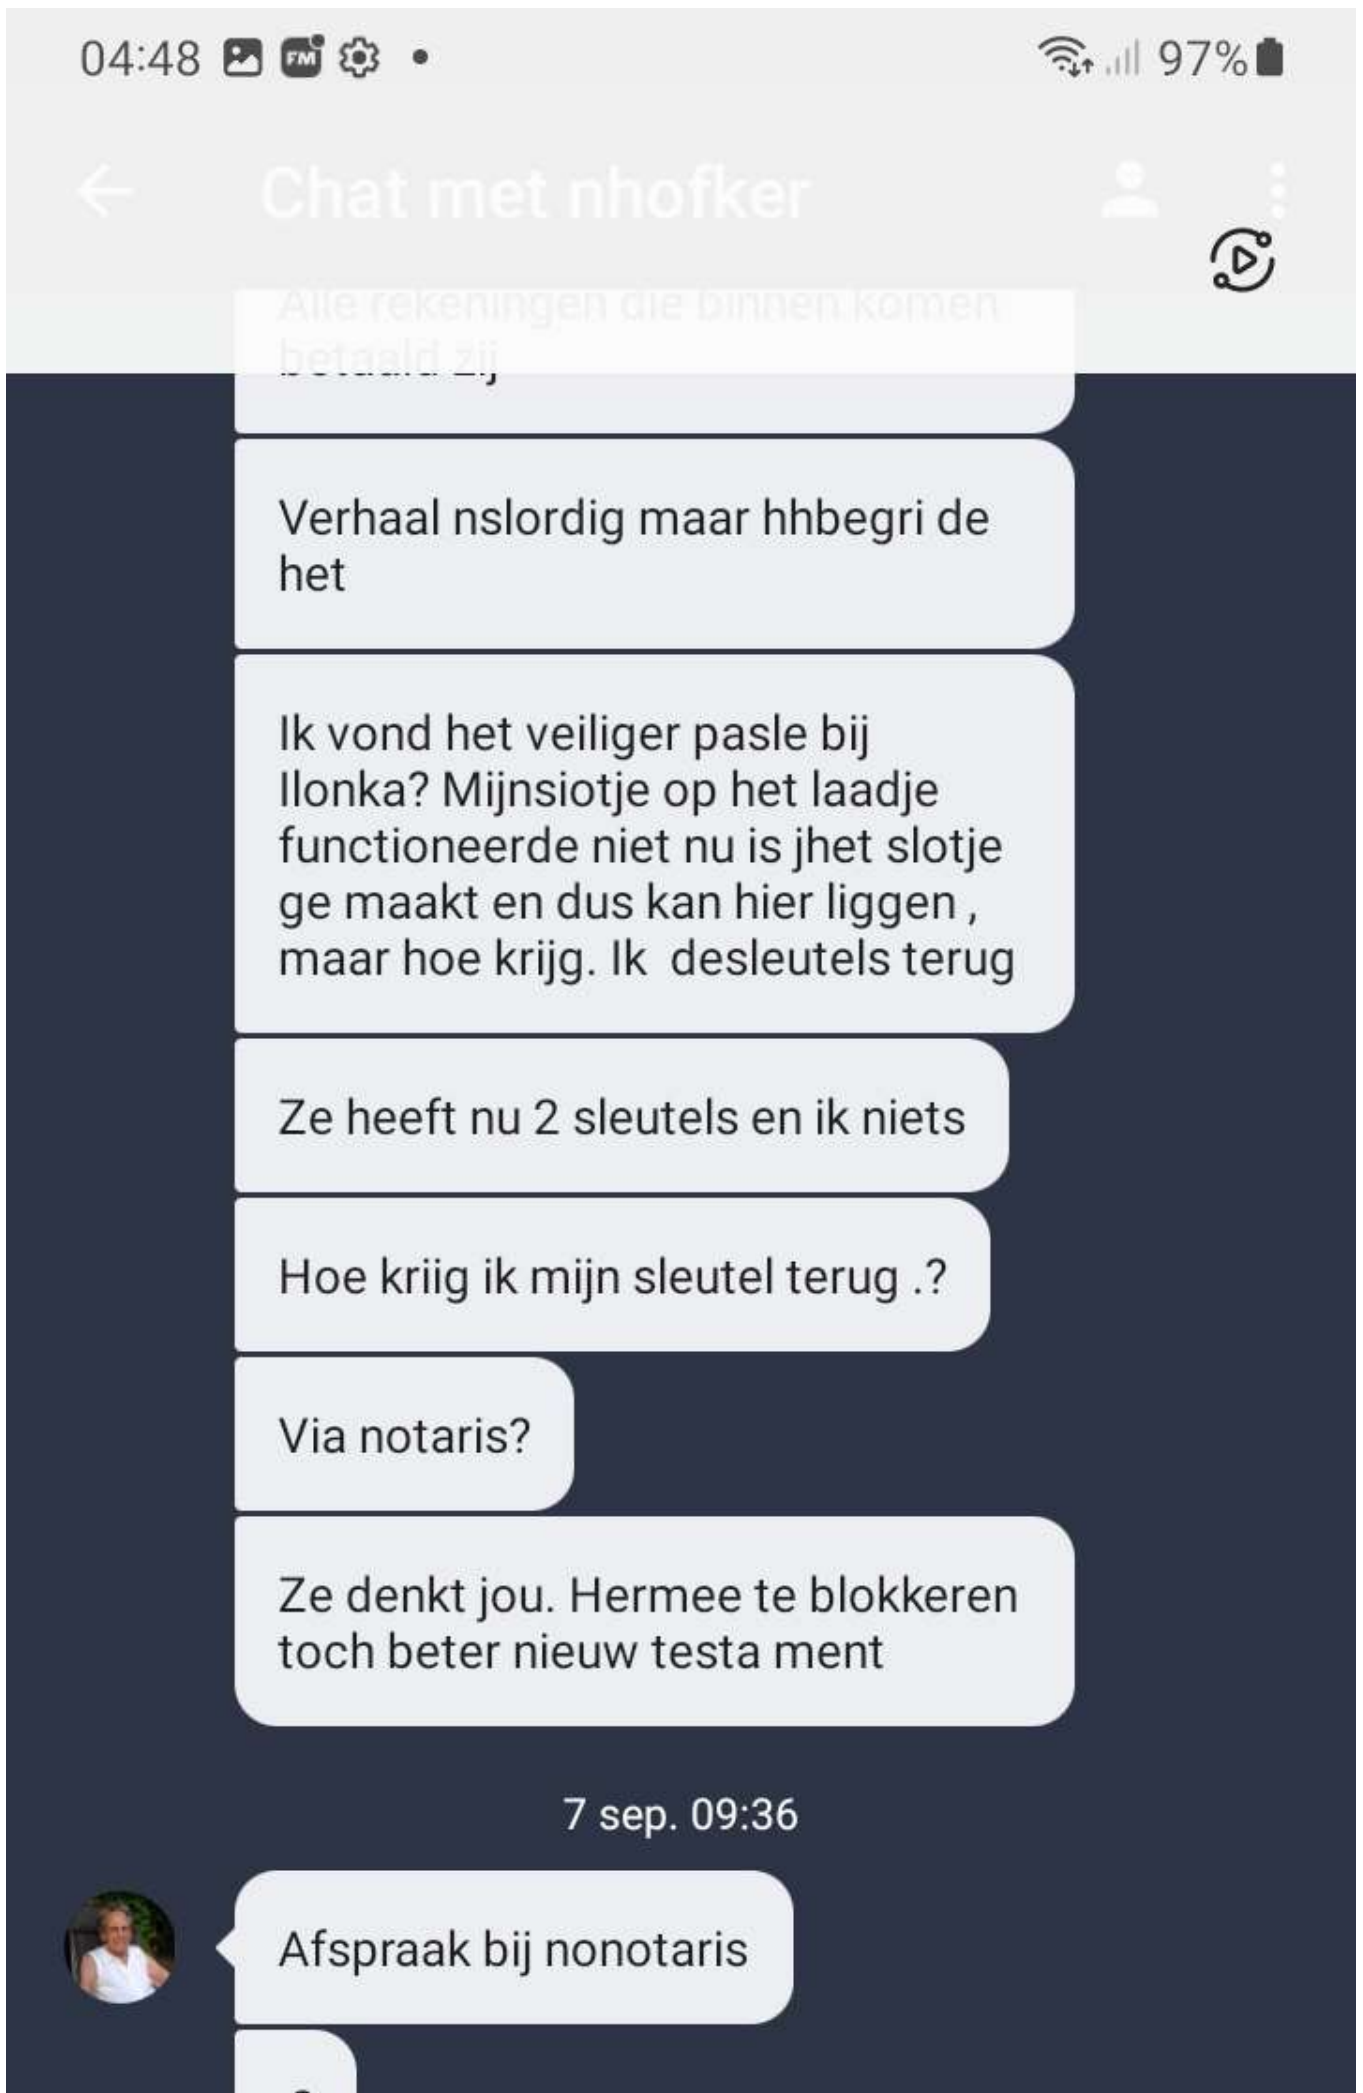 04:48
FM
97%
Chat met nhofker
Alle rekeningen die binnen komen
betaald zij
Verhaal nslordig maar hhbegri de
het
Ik vond het veiliger pasle bij
Ilonka? Mijnsiotje op het laadje
functioneerde niet nu is jhet slotje
ge maakt en dus kan hier liggen ,
maar hoe krijg. Ik  desleutels terug
Ze heeft nu 2 sleutels en ik niets
Hoe kriig ik mijn sleutel terug .?
Via notaris?
Ze denkt jou. Hermee te blokkeren
toch beter nieuw testa ment
7 sep. 09:36
Afspraak bij nonotaris